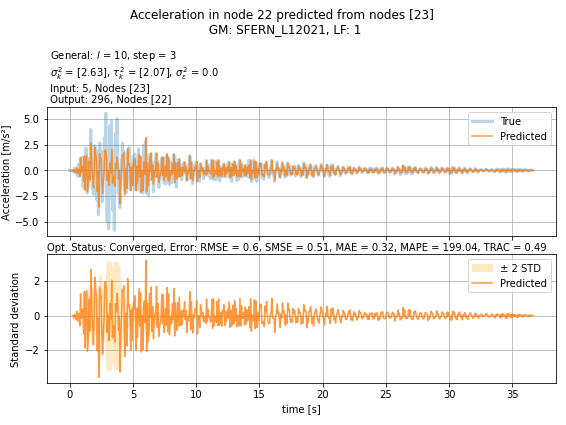 Acceleration in node 22 predicted from nodes [23]
GM: SFERN_L12021, LF: 1
General: l = 10, step = 3
σ²ₖ = [2.63], τ²ₖ = [2.07], σ²ₑ = 0.0
Input: 5, Nodes [23]
Output: 296, Nodes [22]
5.0
2.5
0.0
−2.5
−5.0
Acceleration [m/s²]
True
Predicted
Opt. Status: Converged, Error: RMSE = 0.6, SMSE = 0.51, MAE = 0.32, MAPE = 199.04, TRAC = 0.49
2
0
−2
Standard deviation
± 2 STD
Predicted
0 5 10 15 20 25 30 35
time [s]